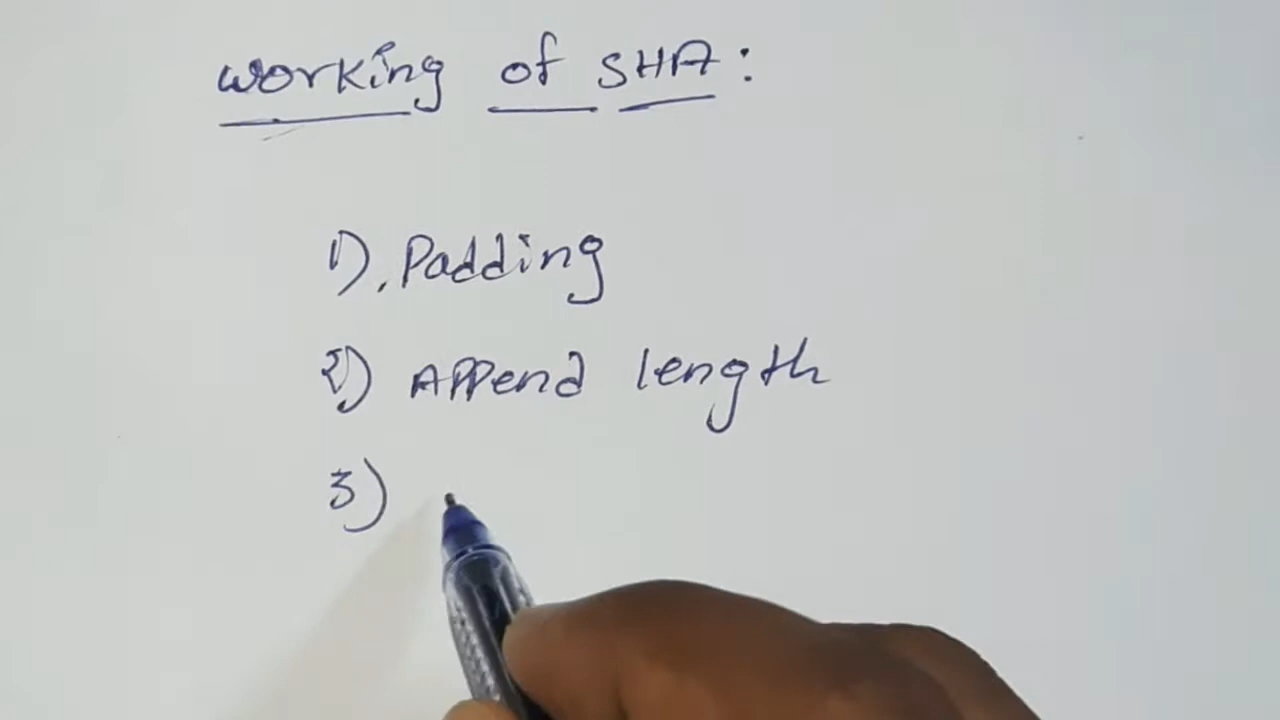 working of SHA:
1). Padding
2) Append length
3)